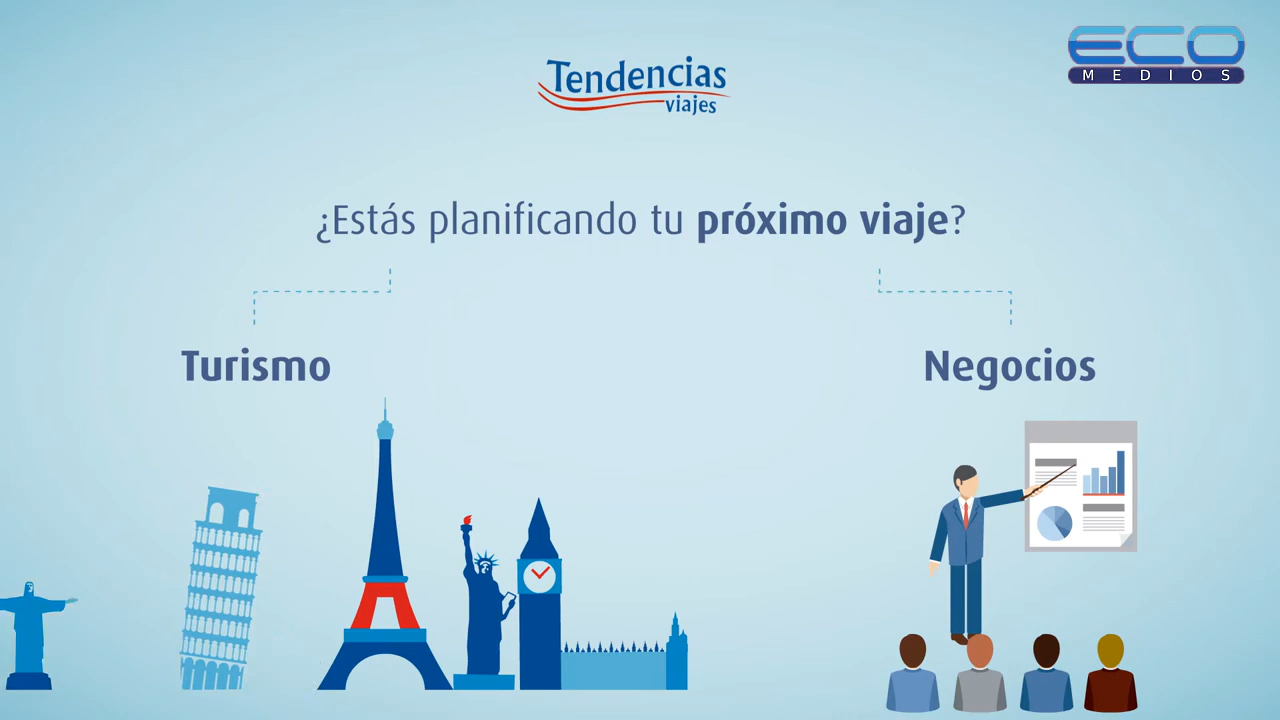 ECO
MEDIOS
Tendencias
viajes
¿Estás planificando tu próximo viaje?
Turismo
Negocios